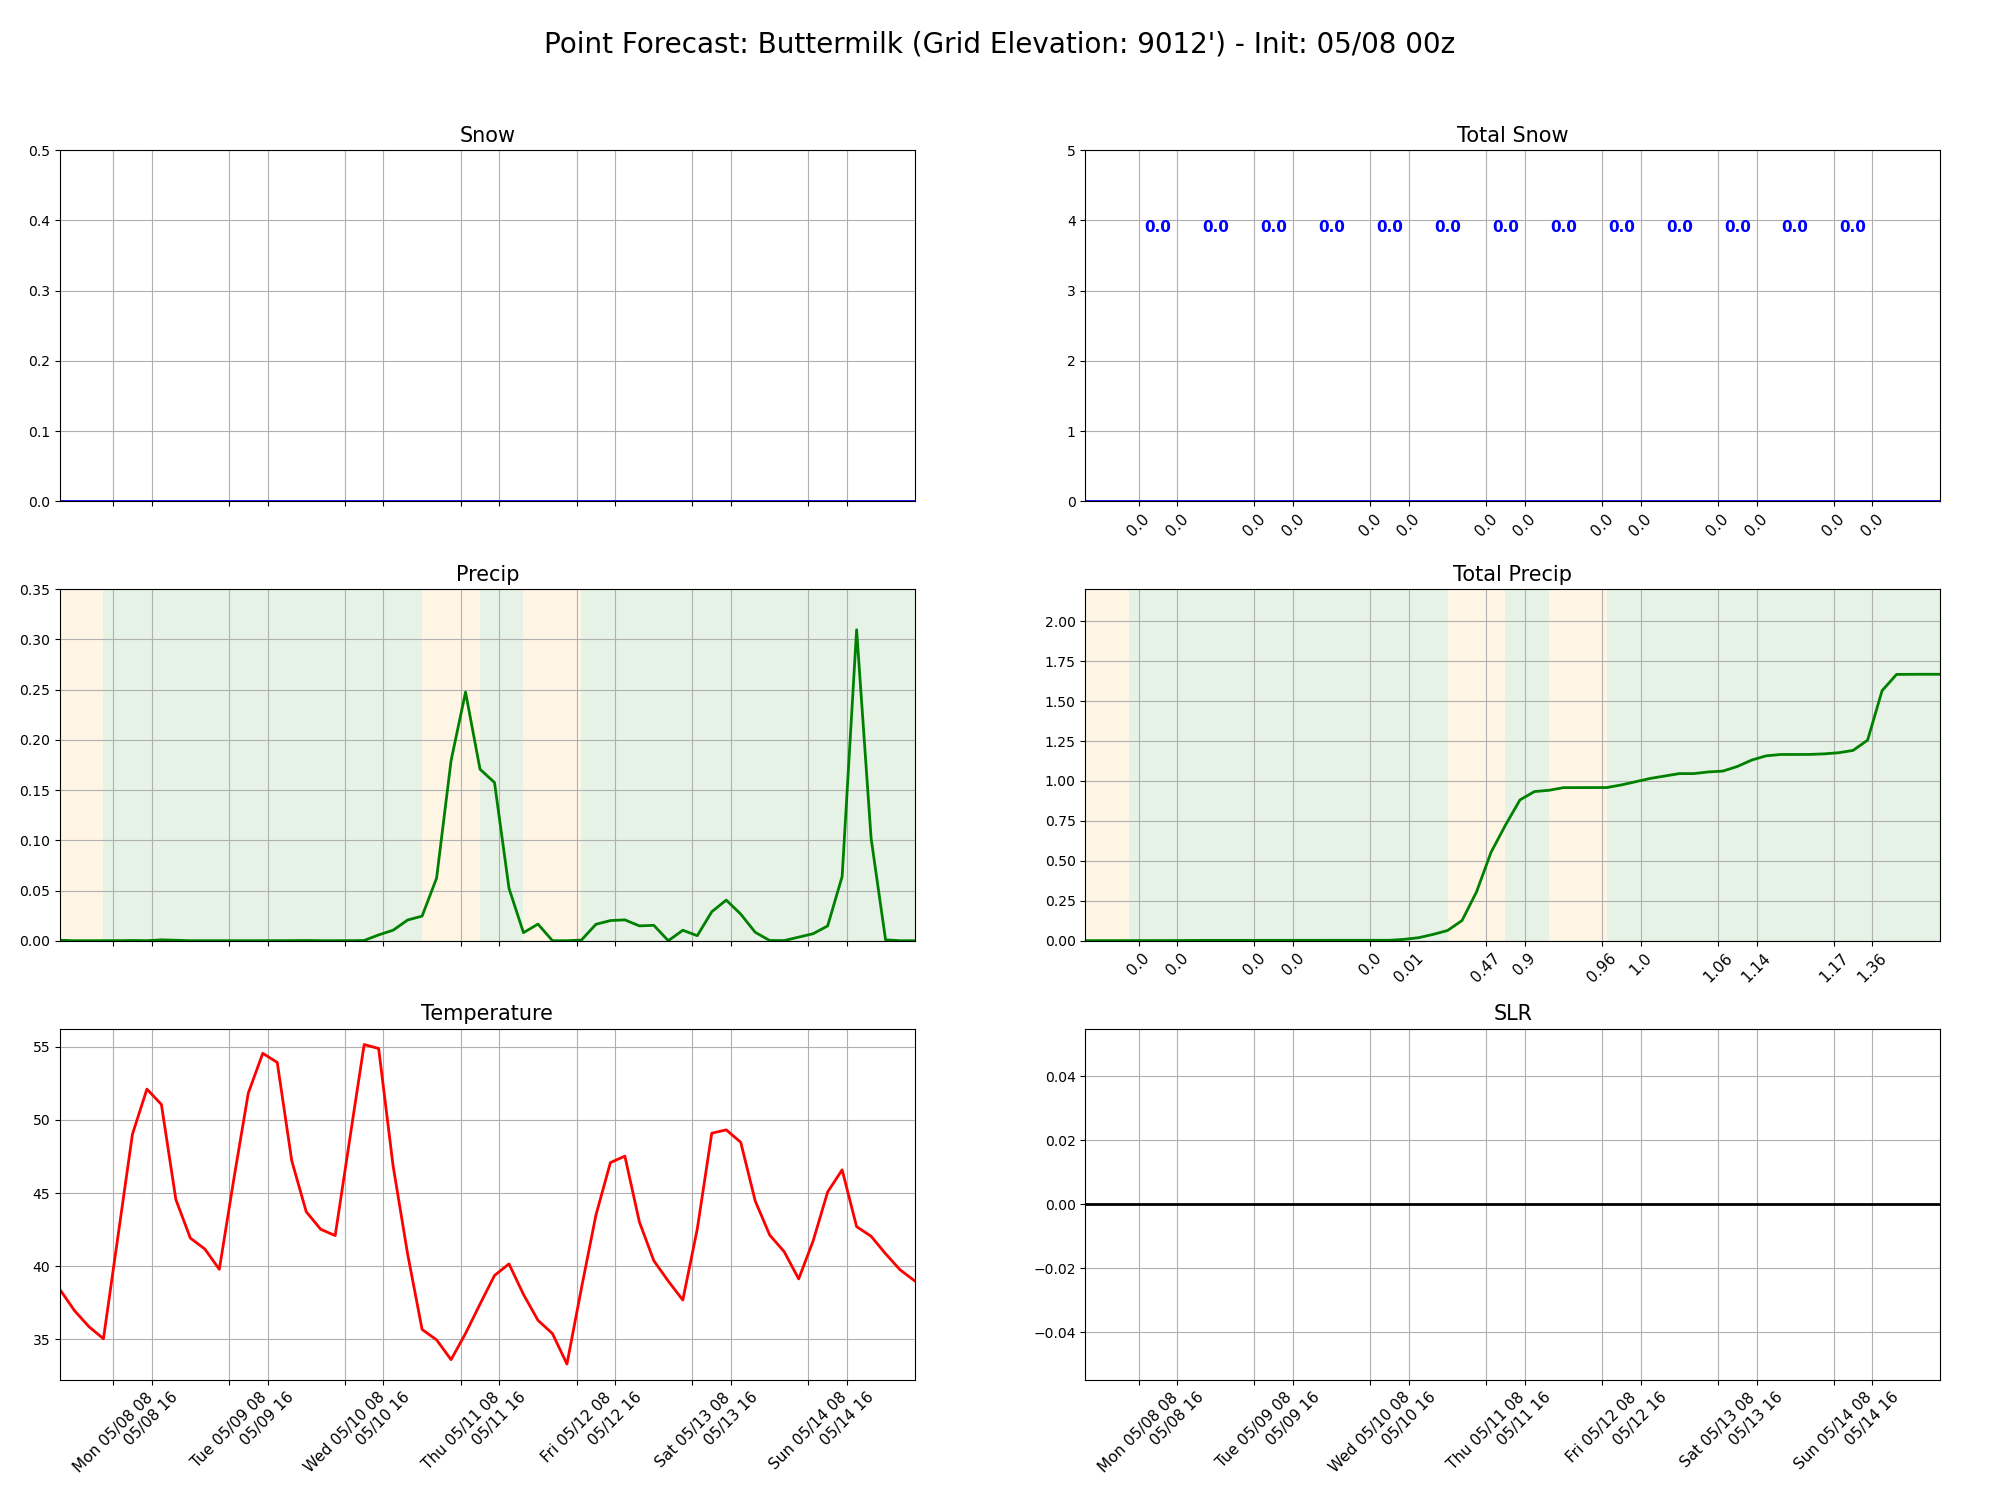 Point Forecast: Buttermilk (Grid Elevation: 9012') - Init: 05/08 00z
Snow
0.5
0.4
0.3
0.2
0.1
0.0
Total Snow
5
4
3
2
1
0
0.0 0.0 0.0 0.0 0.0 0.0 0.0 0.0 0.0 0.0 0.0 0.0 0.0
0.0 0.0 0.0 0.0 0.0 0.0 0.0 0.0 0.0 0.0 0.0 0.0 0.0 0.0
Precip
0.35
0.30
0.25
0.20
0.15
0.10
0.05
0.00
Total Precip
2.00
1.75
1.50
1.25
1.00
0.75
0.50
0.25
0.00
0.0 0.0 0.0 0.0 0.0 0.01 0.47 0.9 0.96 1.0 1.06 1.14 1.17 1.36
Temperature
55
50
45
40
35
Mon 05/08 08
05/08 16
Tue 05/09 08
05/09 16
Wed 05/10 08
05/10 16
Thu 05/11 08
05/11 16
Fri 05/12 08
05/12 16
Sat 05/13 08
05/13 16
Sun 05/14 08
05/14 16
SLR
0.04
0.02
0.00
−0.02
−0.04
Mon 05/08 08
05/08 16
Tue 05/09 08
05/09 16
Wed 05/10 08
05/10 16
Thu 05/11 08
05/11 16
Fri 05/12 08
05/12 16
Sat 05/13 08
05/13 16
Sun 05/14 08
05/14 16